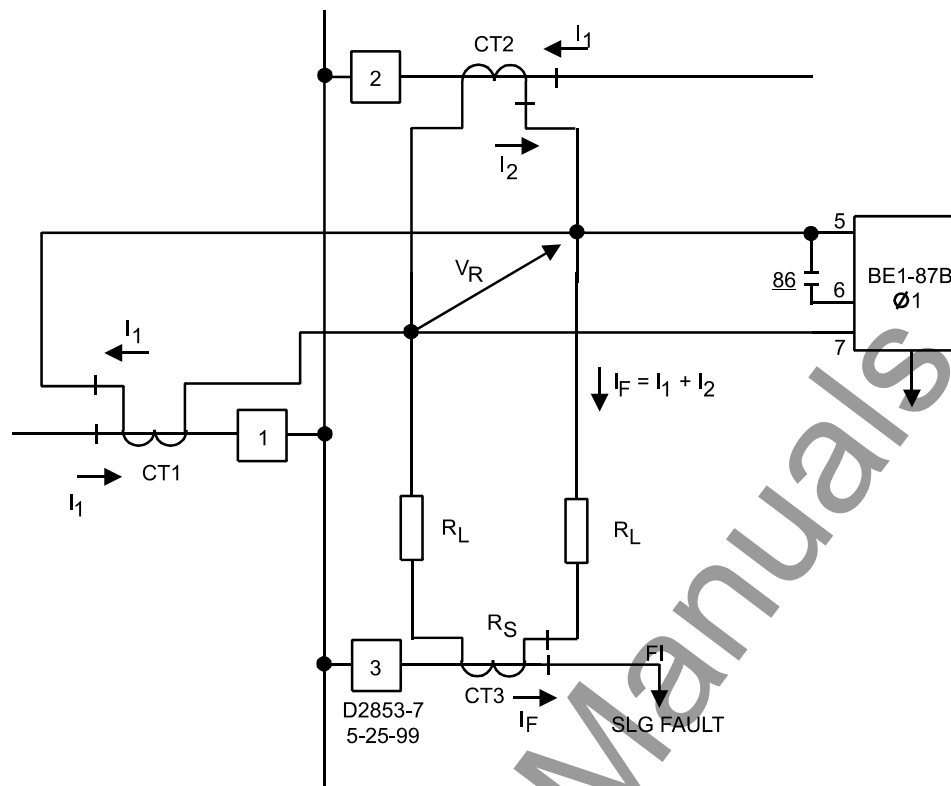 CT2
I1
2
I2
5
86
6
BE1-87B
Ø1
7
VR
I1
IF = I1 + I2
1
CT1
I1
RL
RL
RS
3
CT3
IF
FI
SLG FAULT
D2853-7
5-25-99
Manuals